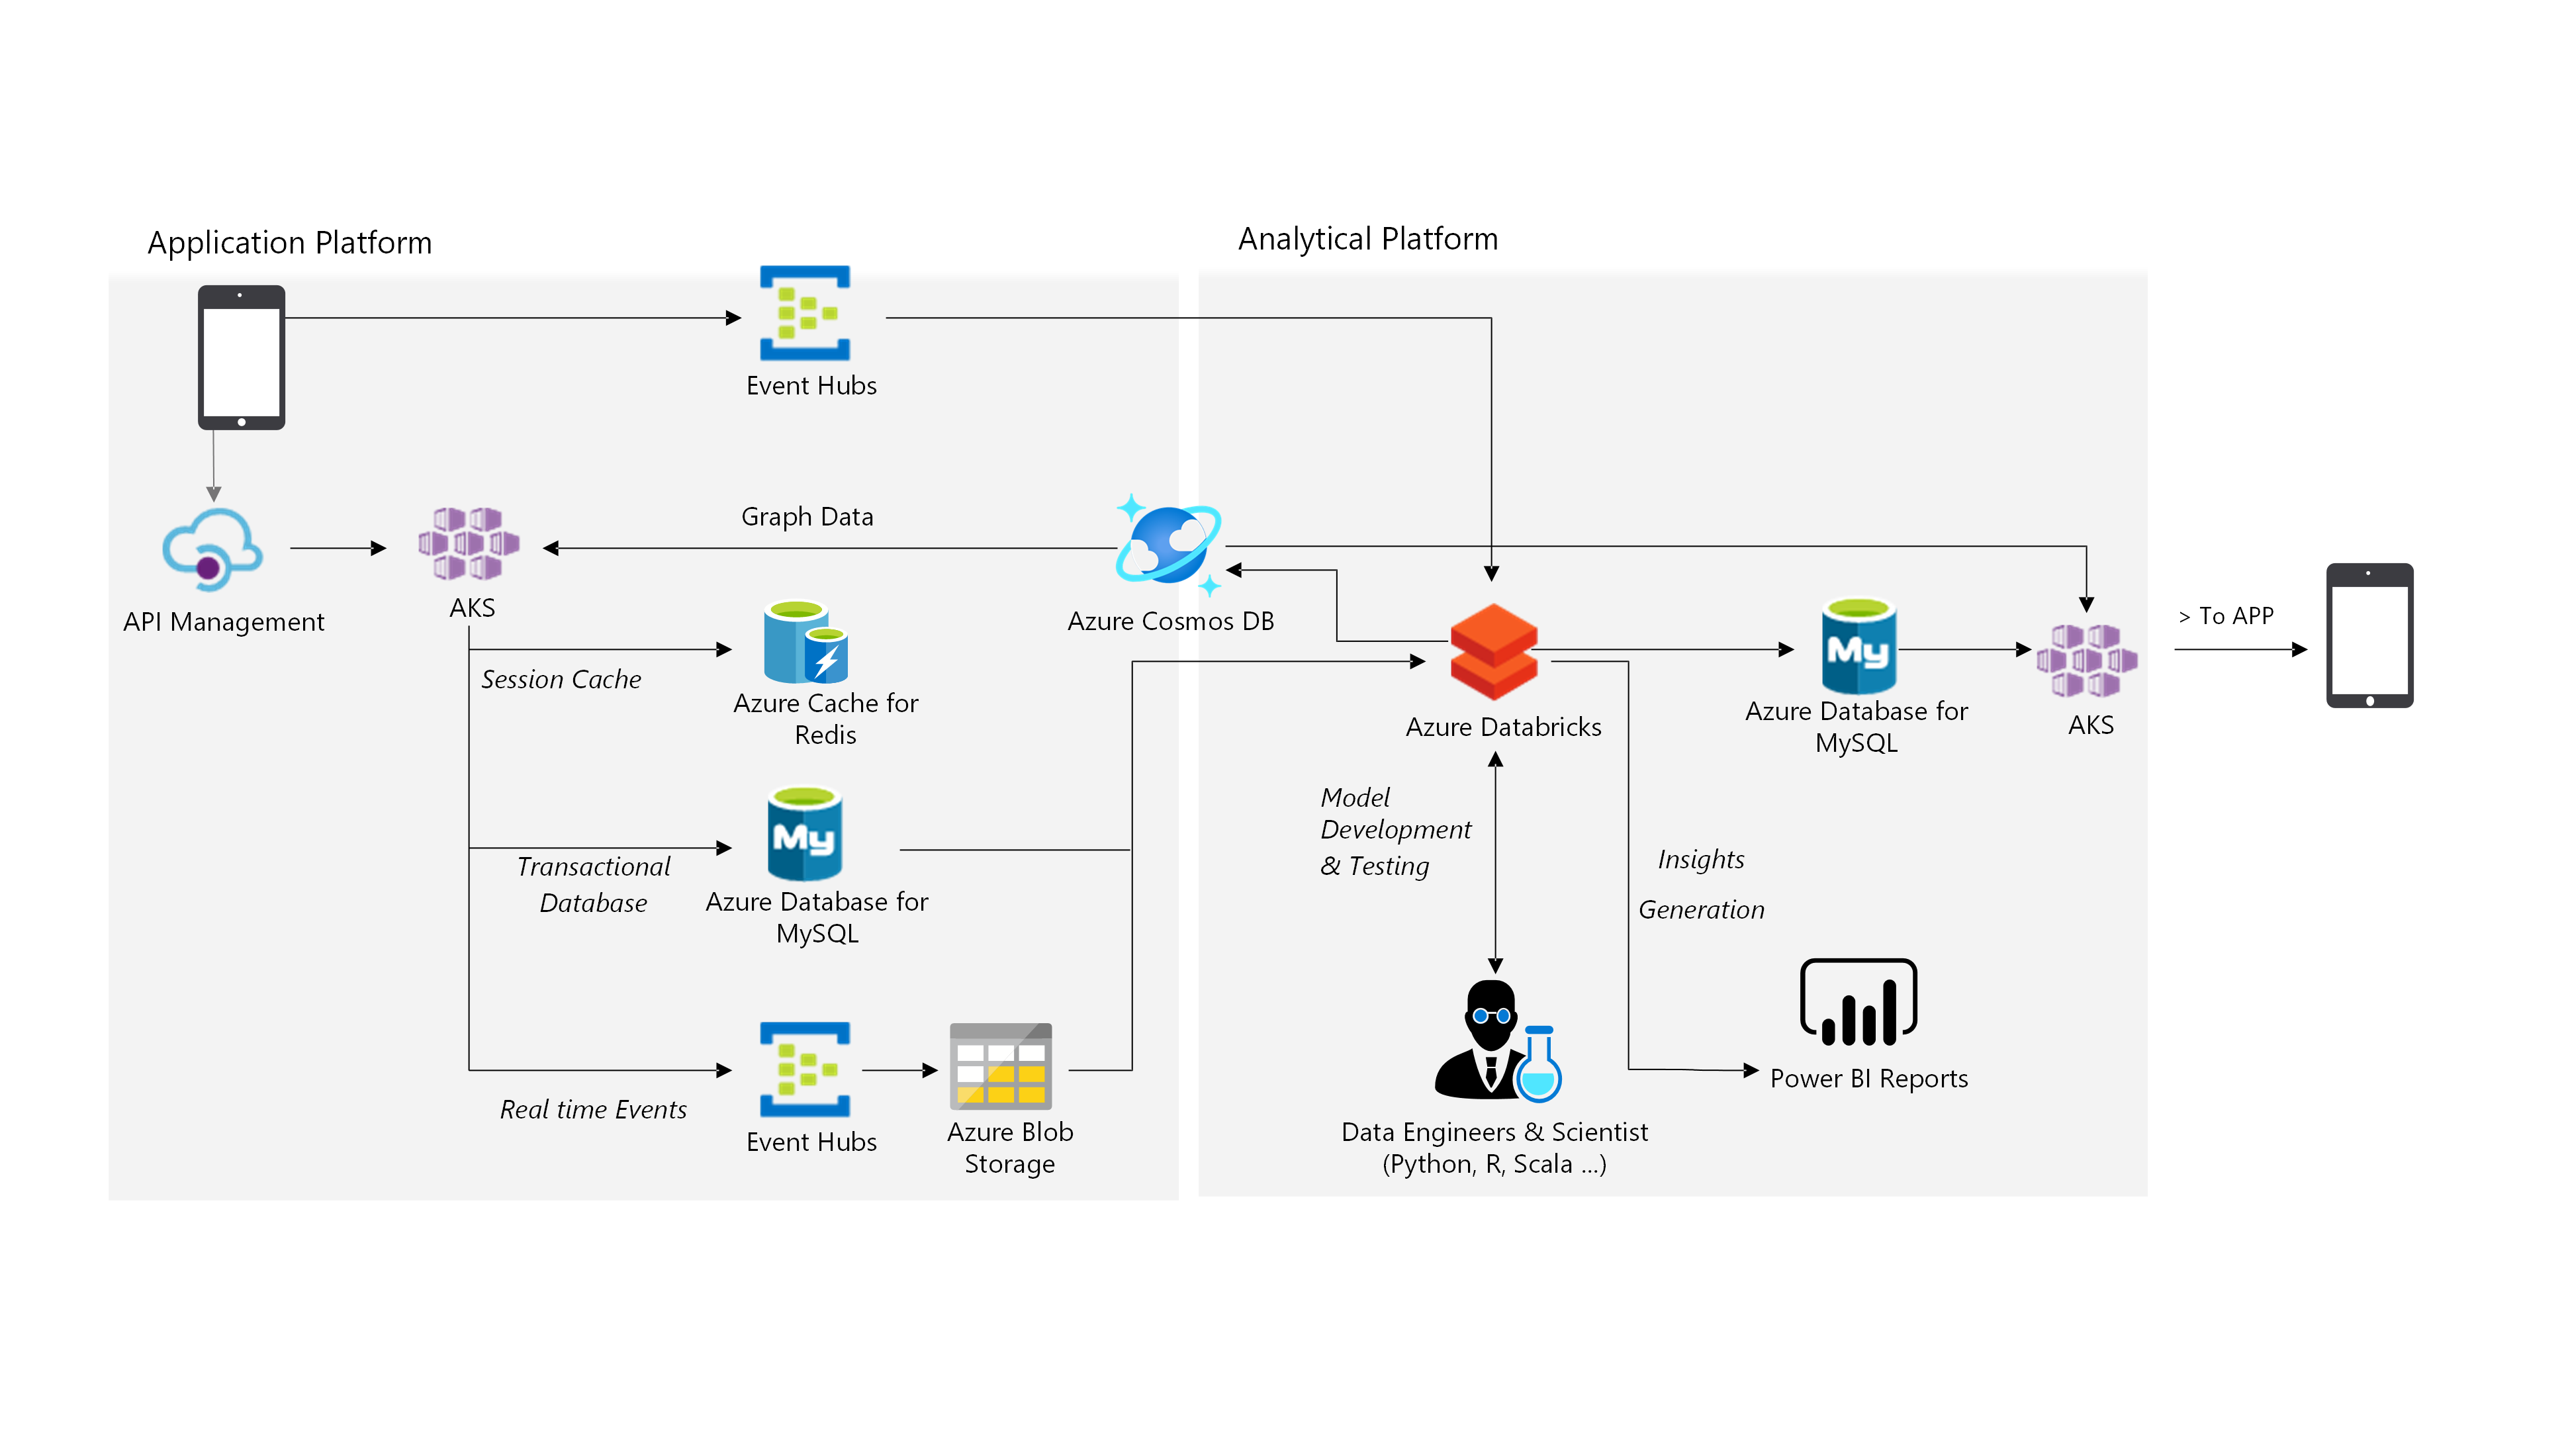 Application Platform
Analytical Platform
Event Hubs
Graph Data
API Management
AKS
Azure Cosmos DB
> To APP
Session Cache
Azure Cache for
Redis
Azure Databricks
Azure Database for
MySQL
AKS
Model
Development
& Testing
Transactional
Database
Azure Database for
MySQL
Insights
Generation
Real time Events
Event Hubs
Azure Blob
Storage
Data Engineers & Scientist
(Python, R, Scala ...)
Power BI Reports
My
My